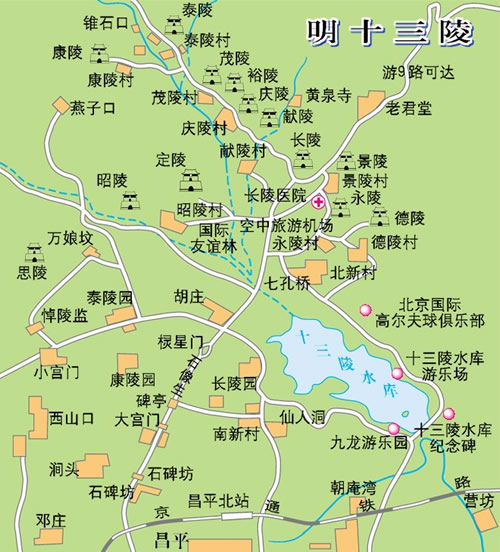 明十三陵
泰陵
锥石口
泰陵村
康陵
茂陵
游9路可达
康陵村
裕陵
茂陵村
庆陵
黄泉寺
燕子口
献陵
老君堂
庆陵村
长陵
献陵村
定陵
景陵
昭陵
景陵村
长陵医院
永陵
昭陵村
空中旅游机场
德陵
国际
友谊林
万娘坟
永陵村
德陵村
思陵
七孔桥
北新村
泰陵园
胡庄
悼陵监
北京国际
高尔夫球俱乐部
棂星门
十三陵水库
小宫门
石像生
十三陵水库
游乐场
康陵园
长陵园
碑亭
西山口
大宫门
仙人洞
南新村
九龙游乐园
十三陵水库
纪念碑
涧头
石碑坊
石碑坊
昌平北站
朝庵湾
京通铁路
营坊
邓庄
昌平